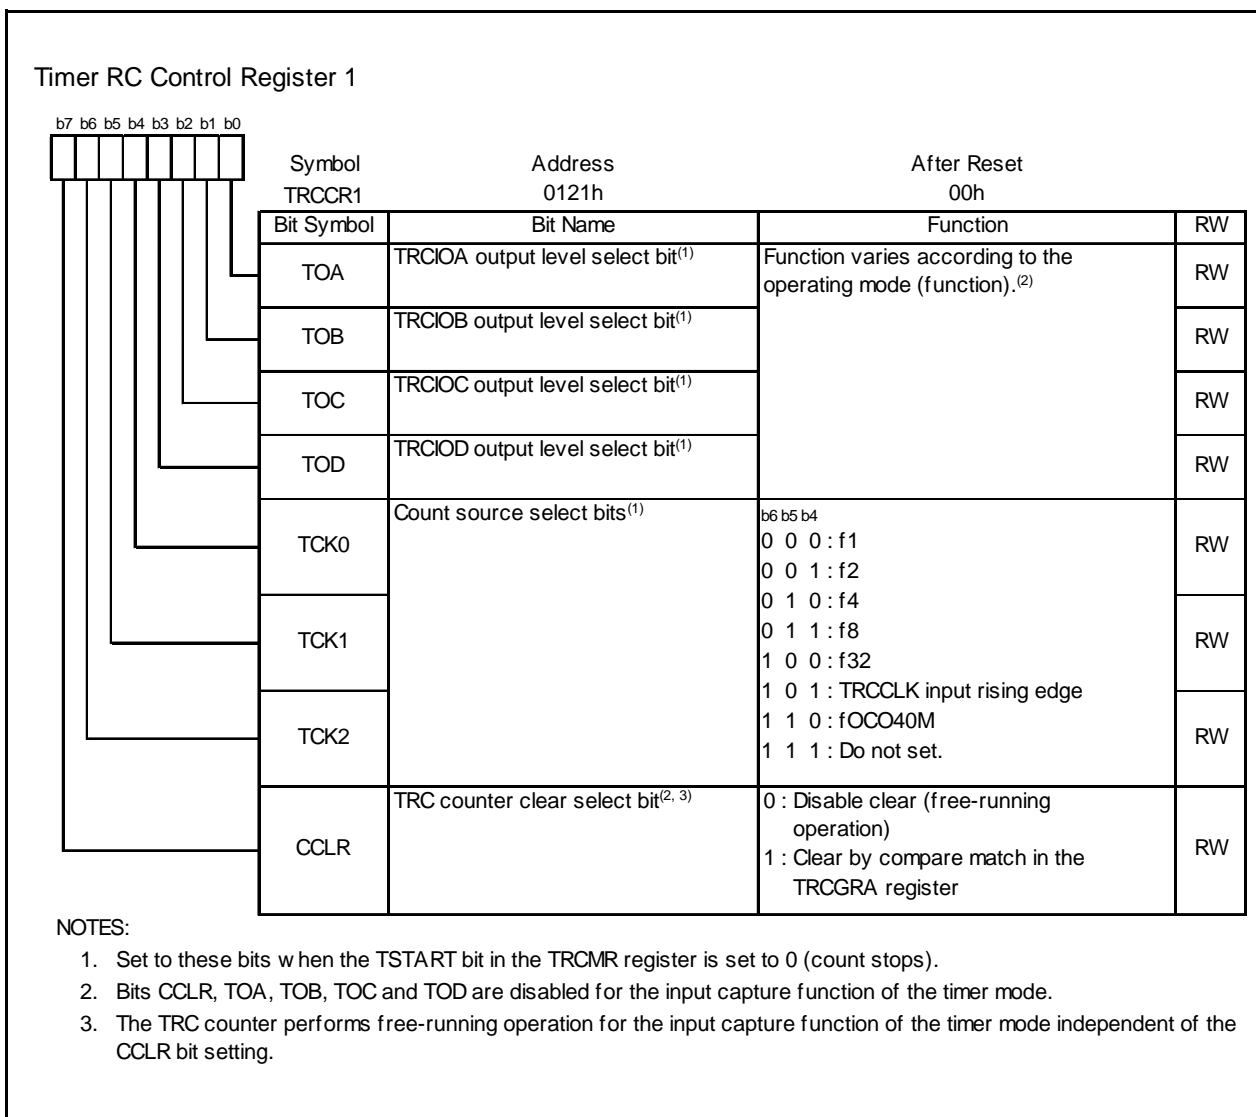 Timer RC Control Register 1
b7 b6 b5 b4 b3 b2 b1 b0
Symbol Address After Reset
TRCCR1 0121h 00h
Bit Symbol Bit Name Function RW
TOA TRCIOA output level select bit(1) Function varies according to the
operating mode (function).(2) RW
TOB TRCIOB output level select bit(1) RW
TOC TRCIOC output level select bit(1) RW
TOD TRCIOD output level select bit(1) RW
Count source select bits(1) b6 b5 b4
TCK0 0 0 0 : f1 RW
0 0 1 : f2
0 1 0 : f4
TCK1 0 1 1 : f8 RW
1 0 0 : f32
1 0 1 : TRCCLK input rising edge
TCK2 1 1 0 : fOCO40M RW
1 1 1 : Do not set.
TRC counter clear select bit(2, 3) 0 : Disable clear (free-running
operation)
CCLR 1 : Clear by compare match in the RW
TRCGRA register
NOTES:
1. Set to these bits w hen the TSTART bit in the TRCMR register is set to 0 (count stops).
2. Bits CCLR, TOA, TOB, TOC and TOD are disabled for the input capture function of the timer mode.
3. The TRC counter performs free-running operation for the input capture function of the timer mode independent of the
CCLR bit setting.